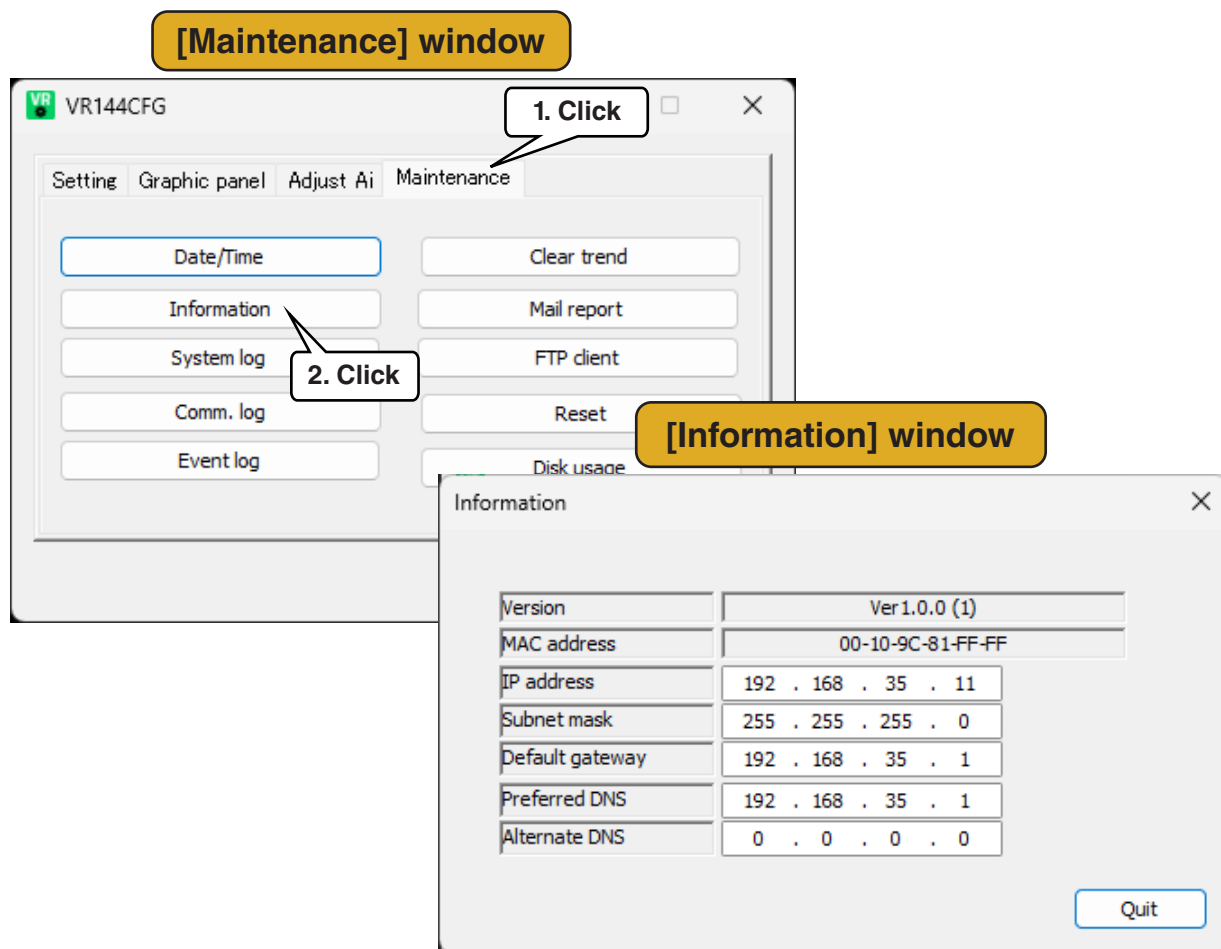 [Maintenance] window
VR
VR144CFG
1. Click
Setting Graphic panel Adjust Ai Maintenance
Date/Time Clear trend
Information Mail report
System log FTP client
2. Click
Comm. log Reset
Event log Disk usage
[Information] window
Information
Version Ver1.0.0 (1)
MAC address 00-10-9C-81-FF-FF
IP address 192 . 168 . 35 . 11
Subnet mask 255 . 255 . 255 . 0
Default gateway 192 . 168 . 35 . 1
Preferred DNS 192 . 168 . 35 . 1
Alternate DNS 0 . 0 . 0 . 0
Quit